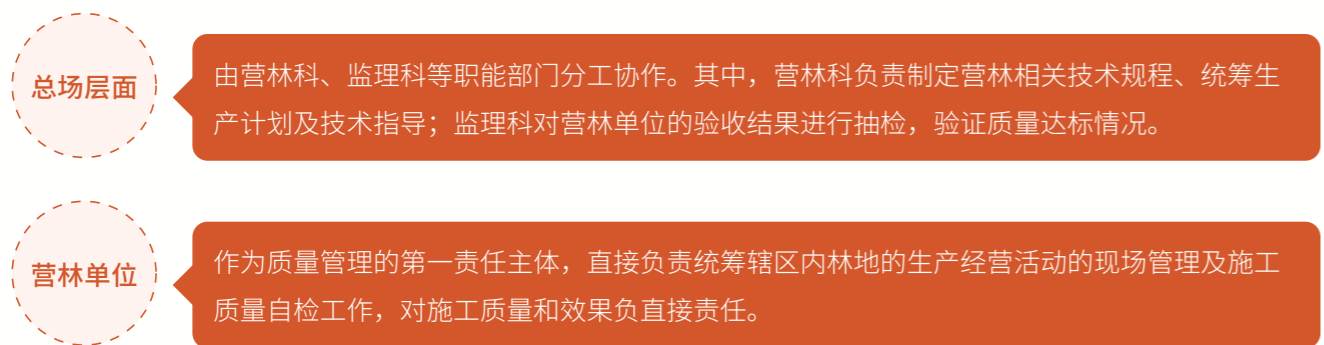 总场层面
由营林科、监理科等职能部门分工协作。其中，营林科负责制定营林相关技术规程、统筹生
产计划及技术指导；监理科对营林单位的验收结果进行抽检，验证质量达标情况。
营林单位
作为质量管理的第一责任主体，直接负责统筹辖区内林地的生产经营活动的现场管理及施工
质量自检工作，对施工质量和效果负直接责任。